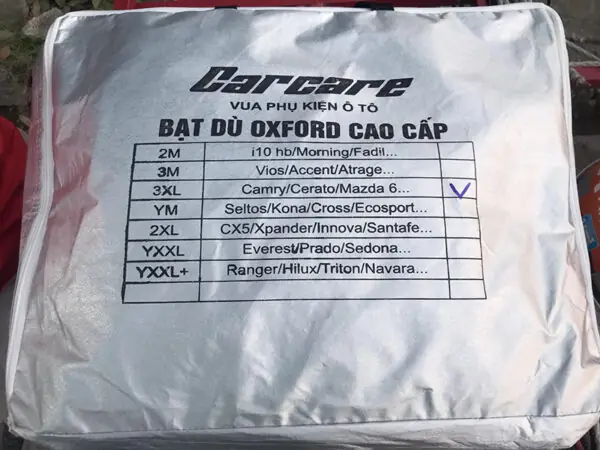 Carcare
VUA PHỤ KIỆN Ô TÔ
BẠT DÙ OXFORD CAO CẤP
2M i10 hb/Morning/Fadil...
3M Vios/Accent/Atrage...
3XL Camry/Cerato/Mazda 6...
YM Seltos/Kona/Cross/Ecosport...
2XL CX5/Xpander/Innova/Santafe...
YXXL Everest/Prado/Sedona...
YXXL+ Ranger/Hilux/Triton/Navara...